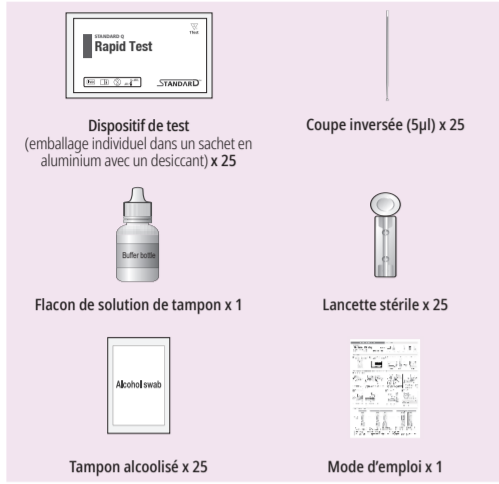 STANDARD Q
Rapid Test
1Test
STANDARD
Dispositif de test
(emballage individuel dans un sachet en
aluminium avec un desiccant) x 25
Coupe inversée (5μl) x 25
Buffer bottle
Flacon de solution de tampon x 1
Lancette stérile x 25
Alcohol swab
Tampon alcoolisé x 25
Mode d'emploi x 1